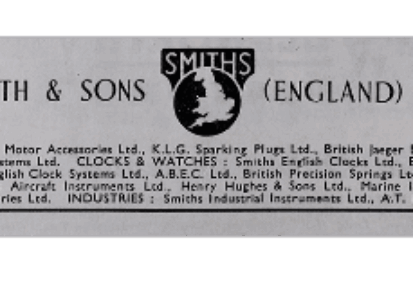 SMITHS
TH & SONS (ENGLAND)
Motor Accessories Ltd., K.L.G. Sparking Plugs Ltd., British Jaeger
stems Ltd. CLOCKS & WATCHES : Smiths English Clocks Ltd.,
glish Clock Systems Ltd., A.B.E.C. Ltd., British Precision Springs Ltd
Aircraft Instruments Ltd., Henry Hughes & Sons Ltd., Marine
ries Ltd. INDUSTRIES : Smiths Industrial Instruments Ltd., A.T.